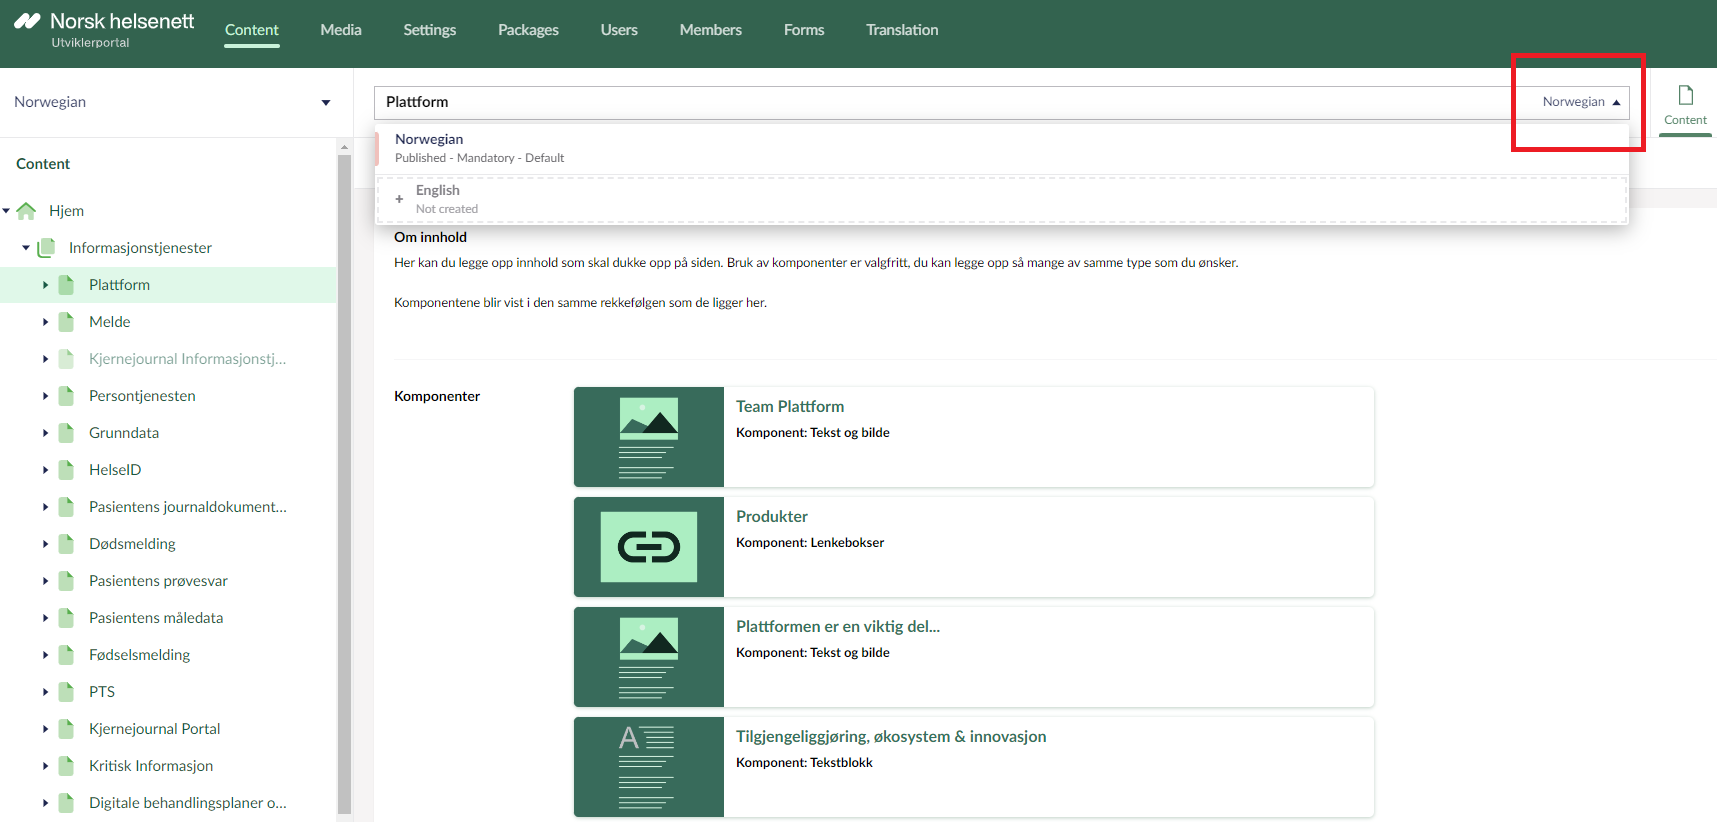 Norsk helsenett
Utviklerportal
Content
Media
Settings
Packages
Users
Members
Forms
Translation
Norwegian
Content
Hjem
Informasjonstjenester
Plattform
Melde
Kjernejournal Informasjonstj...
Persontjenesten
Grunndata
HelseID
Pasientens journaldokument...
Dødsmelding
Pasientens prøvesvar
Pasientens måledata
Fødselsmelding
PTS
Kjernejournal Portal
Kritisk Informasjon
Digitale behandlingsplaner o...
Plattform
Norwegian
Content
Norwegian
Published - Mandatory - Default
+ English
Not created
Om innhold
Her kan du legge opp innhold som skal dukke opp på siden. Bruk av komponenter er valgfritt, du kan legge opp så mange av samme type som du ønsker.
Komponentene blir vist i den samme rekkefølgen som de ligger her.
Komponenter
Team Plattform
Komponent: Tekst og bilde
Produkter
Komponent: Lenkebokser
Plattformen er en viktig del...
Komponent: Tekst og bilde
A
Tilgjengeliggjøring, økosystem & innovasjon
Komponent: Tekstblokk